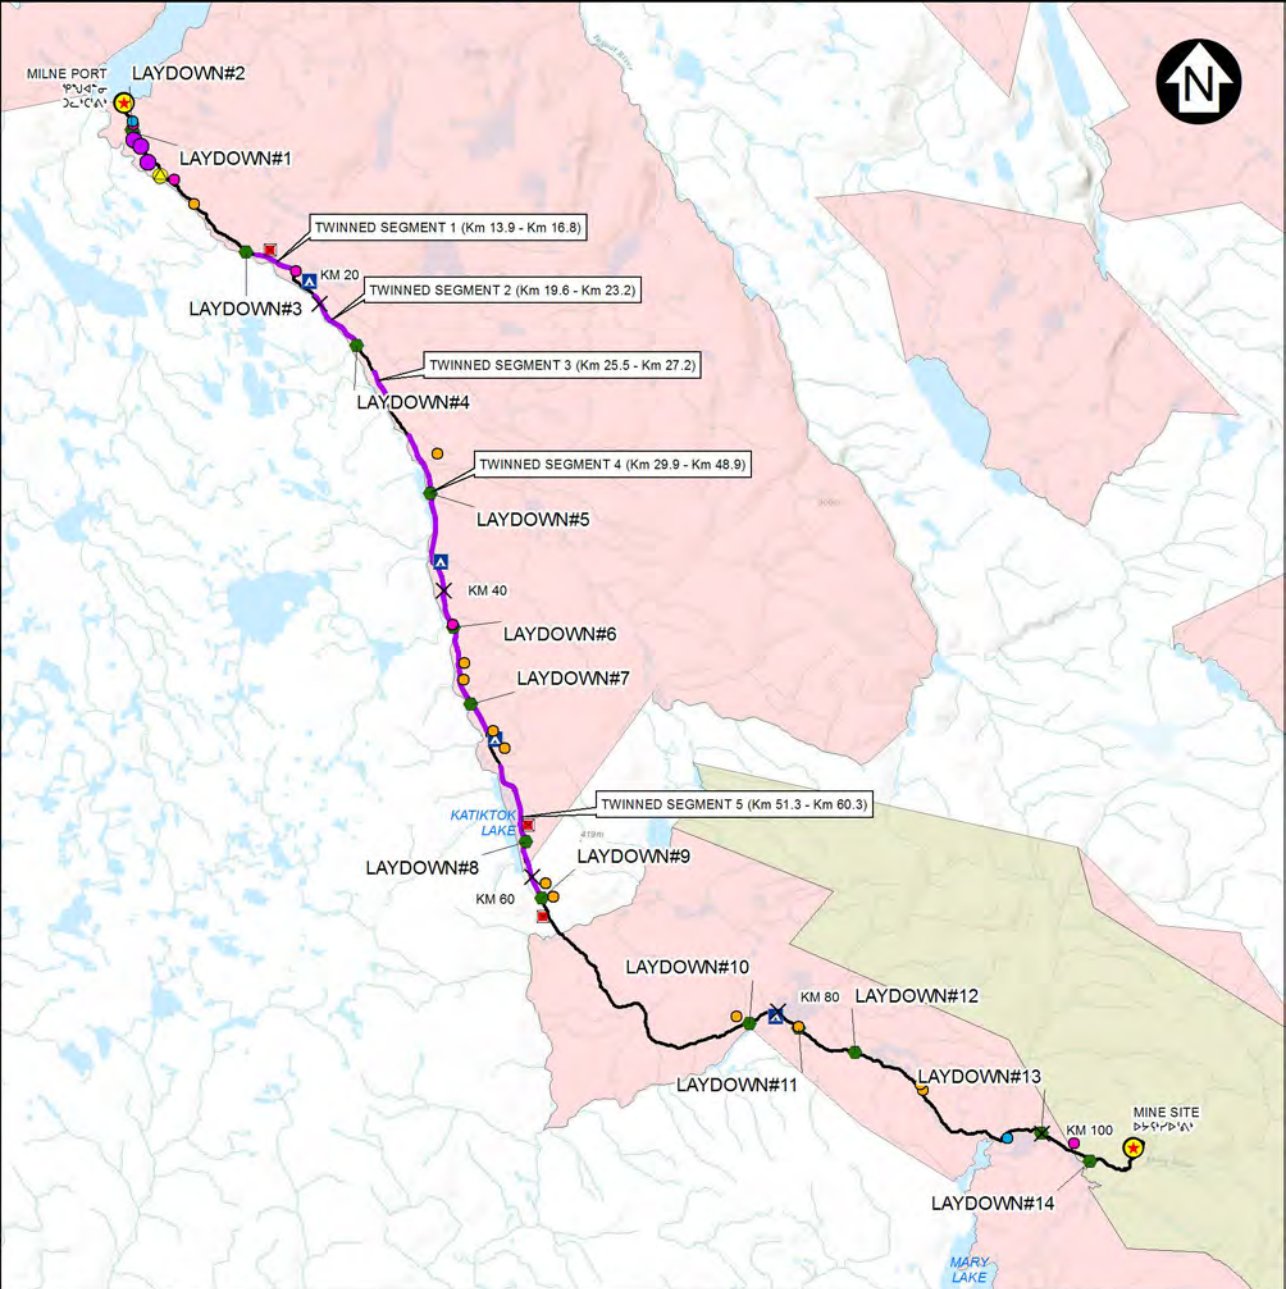 N
MILNE PORT
LAYDOWN#2
LAYDOWN#1
TWINNED SEGMENT 1 (Km 13.9 - Km 16.8)
KM 20
TWINNED SEGMENT 2 (Km 19.6 - Km 23.2)
LAYDOWN#3
TWINNED SEGMENT 3 (Km 25.5 - Km 27.2)
LAYDOWN#4
TWINNED SEGMENT 4 (Km 29.9 - Km 48.9)
LAYDOWN#5
KM 40
LAYDOWN#6
LAYDOWN#7
TWINNED SEGMENT 5 (Km 51.3 - Km 60.3)
KATIKTOK
LAKE
419m
LAYDOWN#9
LAYDOWN#8
KM 60
LAYDOWN#10
KM 80
LAYDOWN#12
LAYDOWN#11
LAYDOWN#13
MINE SITE
KM 100
LAYDOWN#14
MARY
LAKE